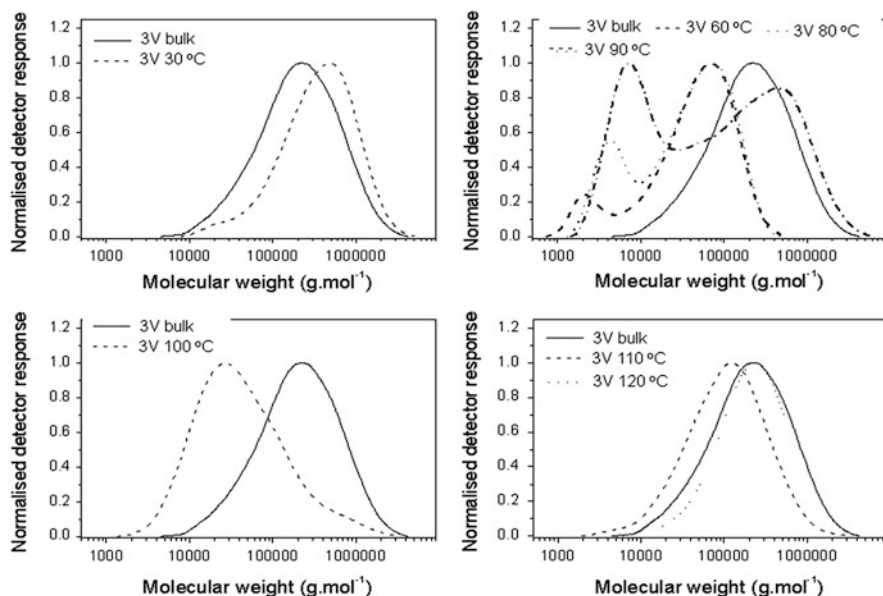 1.2
1.0
0.8
0.6
0.4
0.2
0.0
Normalised detector response
3V bulk
3V 30 ºC
1000 10000 100000 1000000
Molecular weight (g.mol-1)
1.2
1.0
0.8
0.6
0.4
0.2
0.0
Normalised detector response
3V bulk 3V 60 ºC 3V 80 ºC
3V 90 ºC
1000 10000 100000 1000000
Molecular weight (g.mol-1)
1.2
1.0
0.8
0.6
0.4
0.2
0.0
Normalised detector response
3V bulk
3V 100 ºC
1000 10000 100000 1000000
Molecular weight (g.mol-1)
1.2
1.0
0.8
0.6
0.4
0.2
0.0
Normalised detector response
3V bulk
3V 110 ºC
3V 120 ºC
1000 10000 100000 1000000
Molecular weight (g.mol-1)